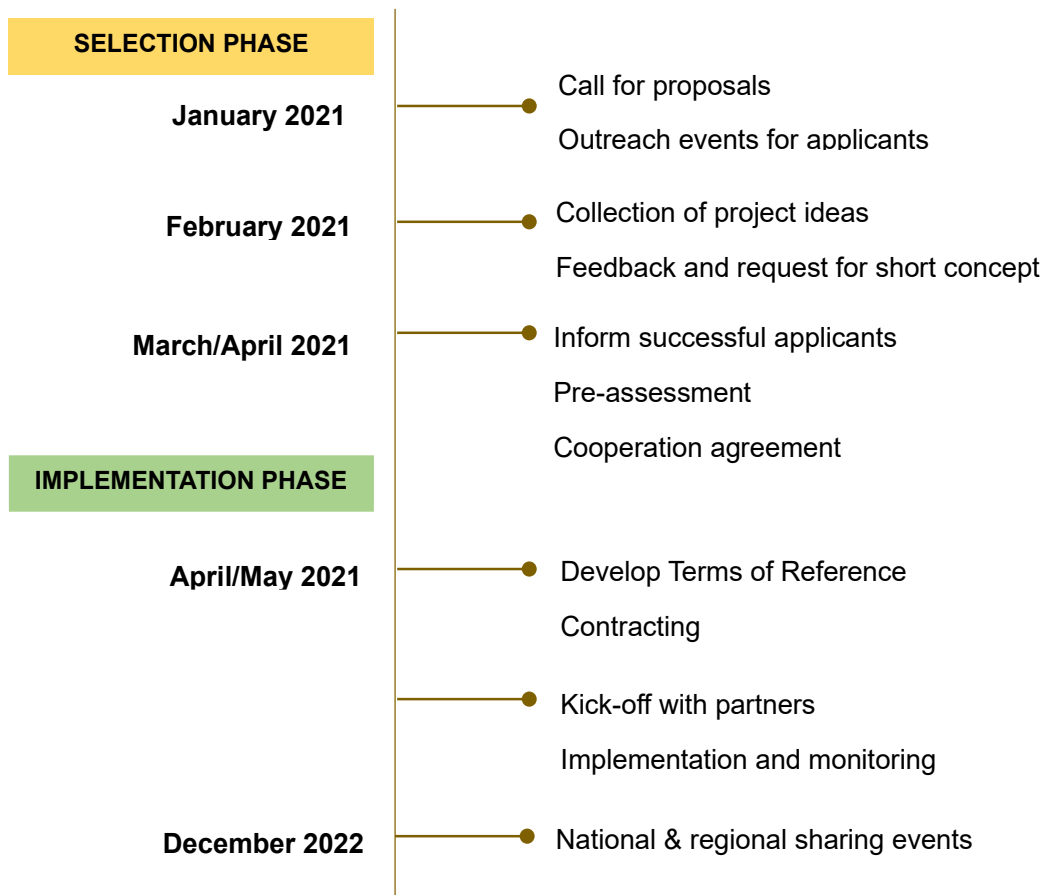 SELECTION PHASE
January 2021
Call for proposals
Outreach events for applicants
February 2021
Collection of project ideas
Feedback and request for short concept
March/April 2021
Inform successful applicants
Pre-assessment
Cooperation agreement
IMPLEMENTATION PHASE
April/May 2021
Develop Terms of Reference
Contracting
Kick-off with partners
Implementation and monitoring
December 2022
National & regional sharing events